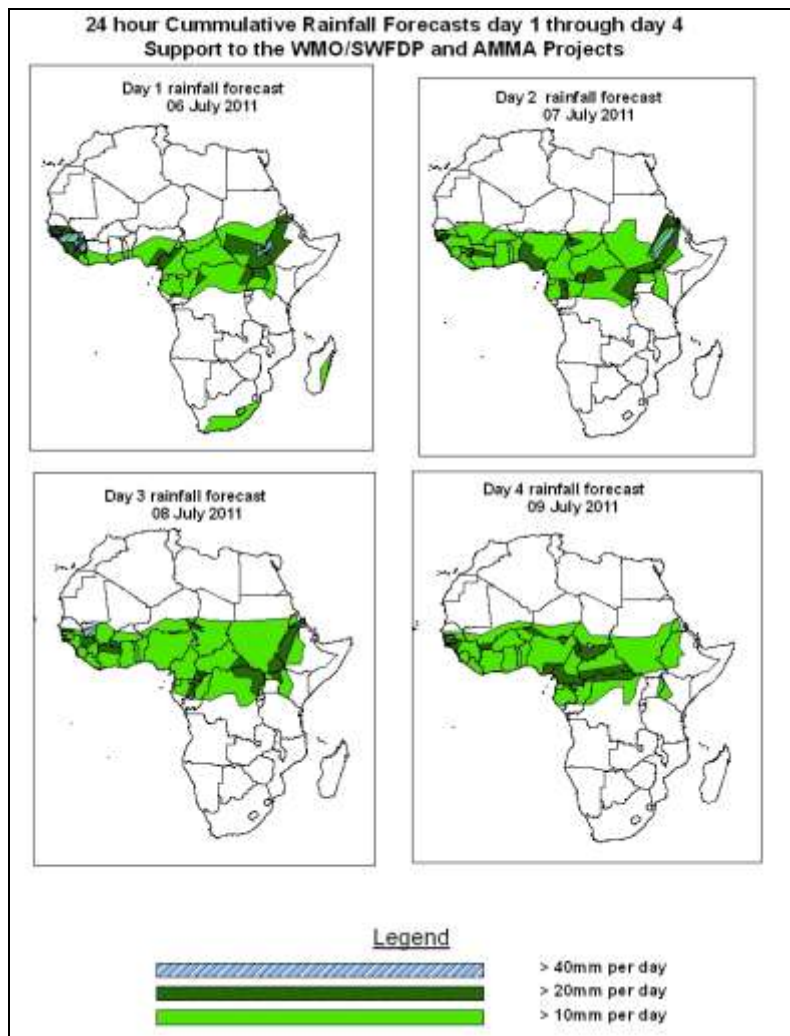 24 hour Cummulative Rainfall Forecasts day 1 through day 4
Support to the WMO/SWFDP and AMMA Projects
Day 1 rainfall forecast
06 July 2011
Day 2 rainfall forecast
07 July 2011
Day 3 rainfall forecast
08 July 2011
Day 4 rainfall forecast
09 July 2011
Legend
> 40mm per day
> 20mm per day
> 10mm per day